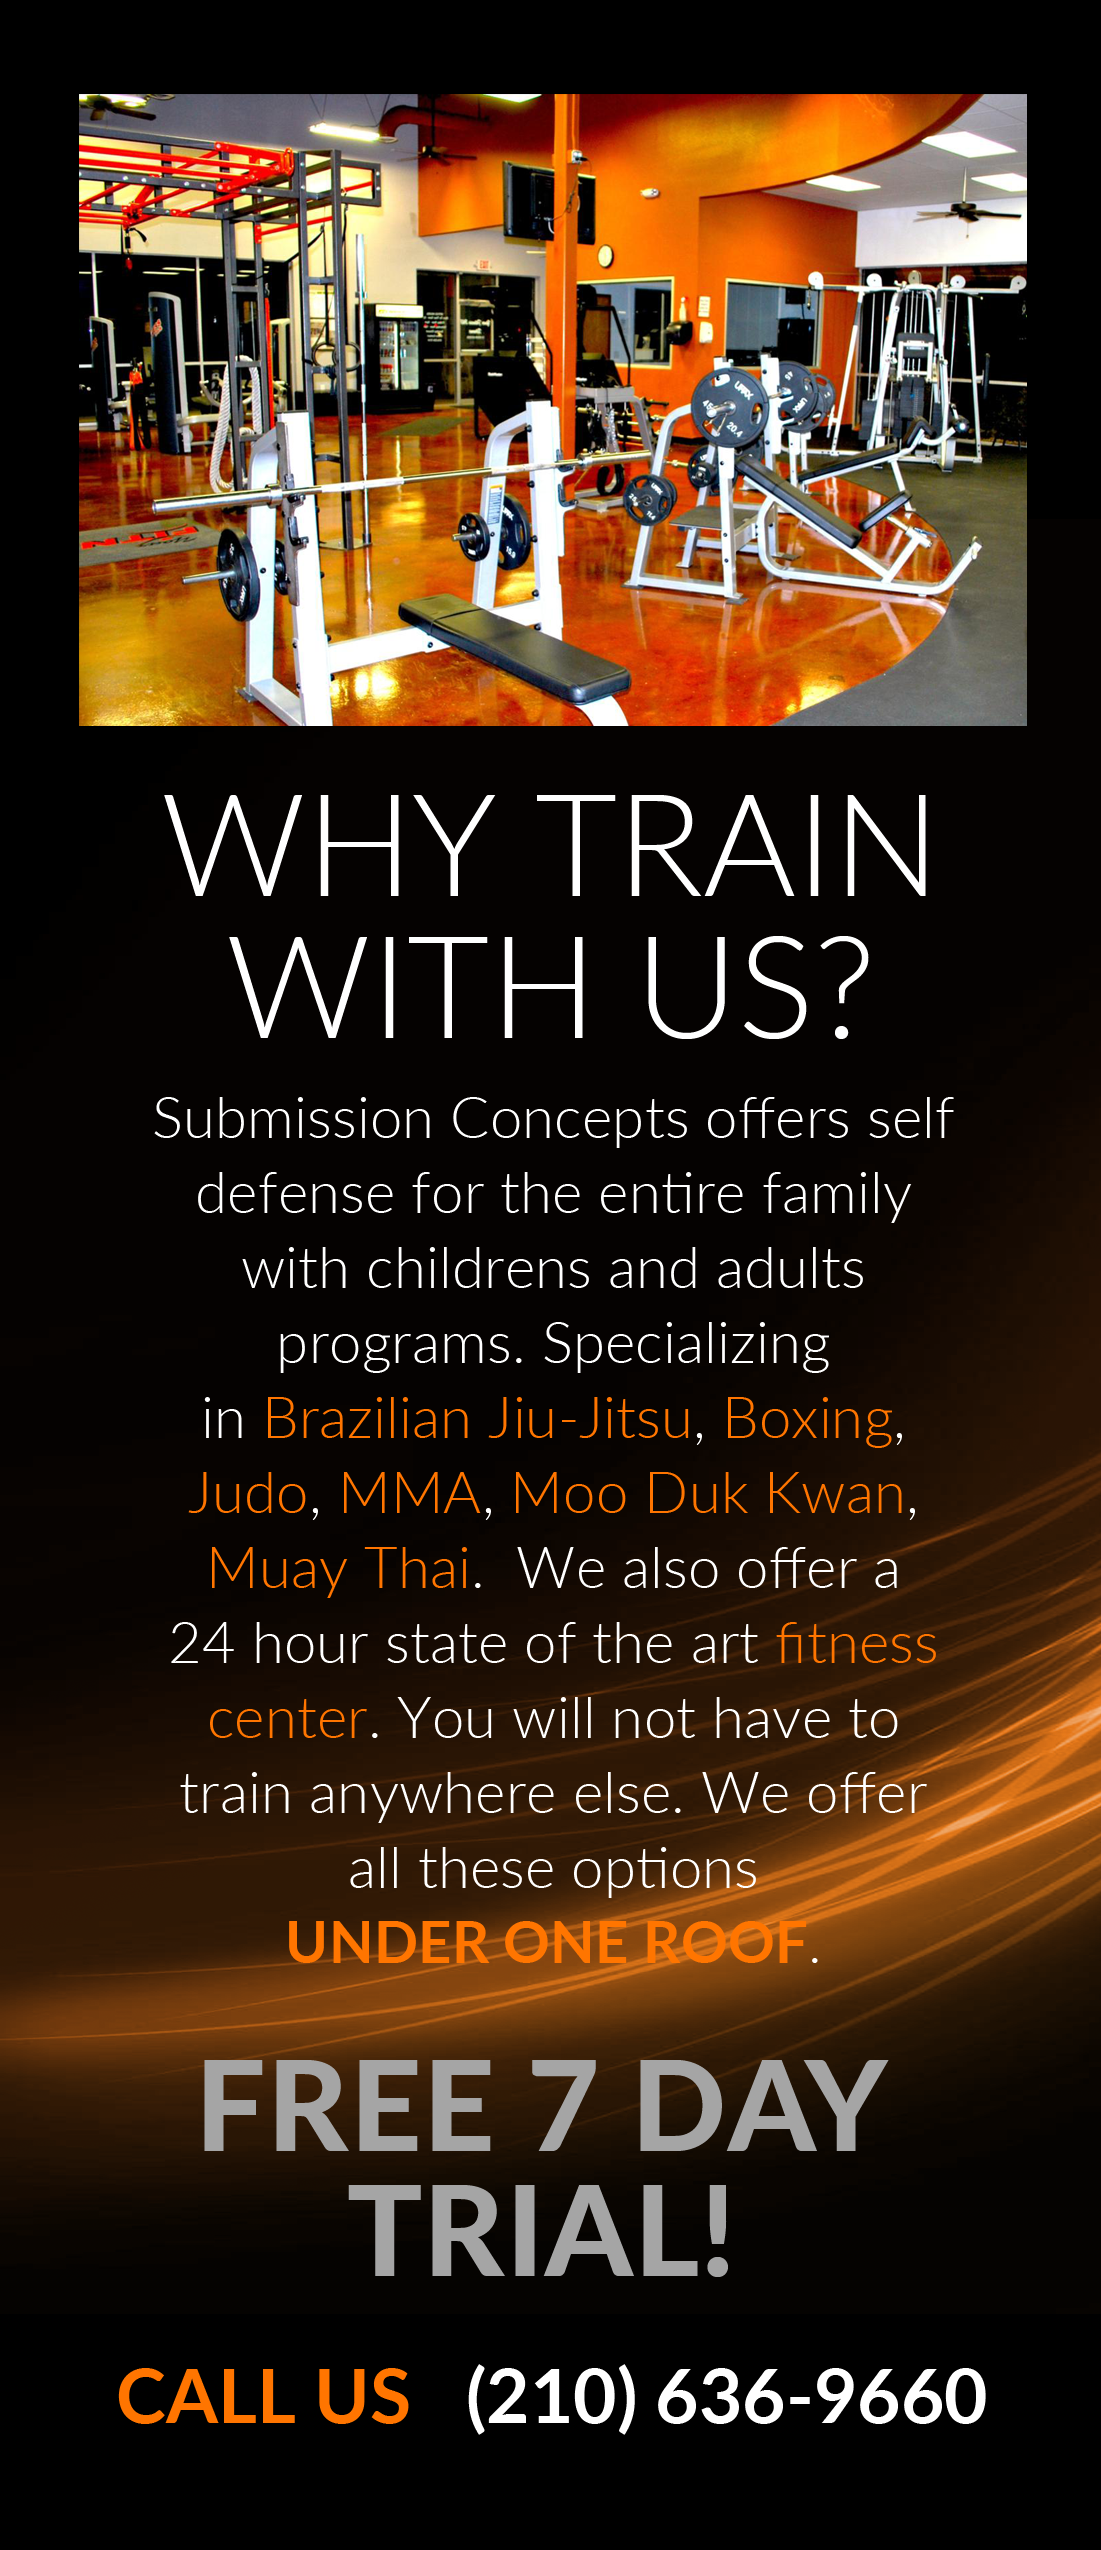 WHY TRAIN
WITH US?
Submission Concepts offers self
defense for the entire family
with childrens and adults
programs. Specializing
in Brazilian Jiu-Jitsu, Boxing,
Judo, MMA, Moo Duk Kwan,
Muay Thai.  We also offer a
24 hour state of the art fitness
center. You will not have to
train anywhere else. We offer
all these options
UNDER ONE ROOF.
FREE 7 DAY
TRIAL!
CALL US (210) 636-9660